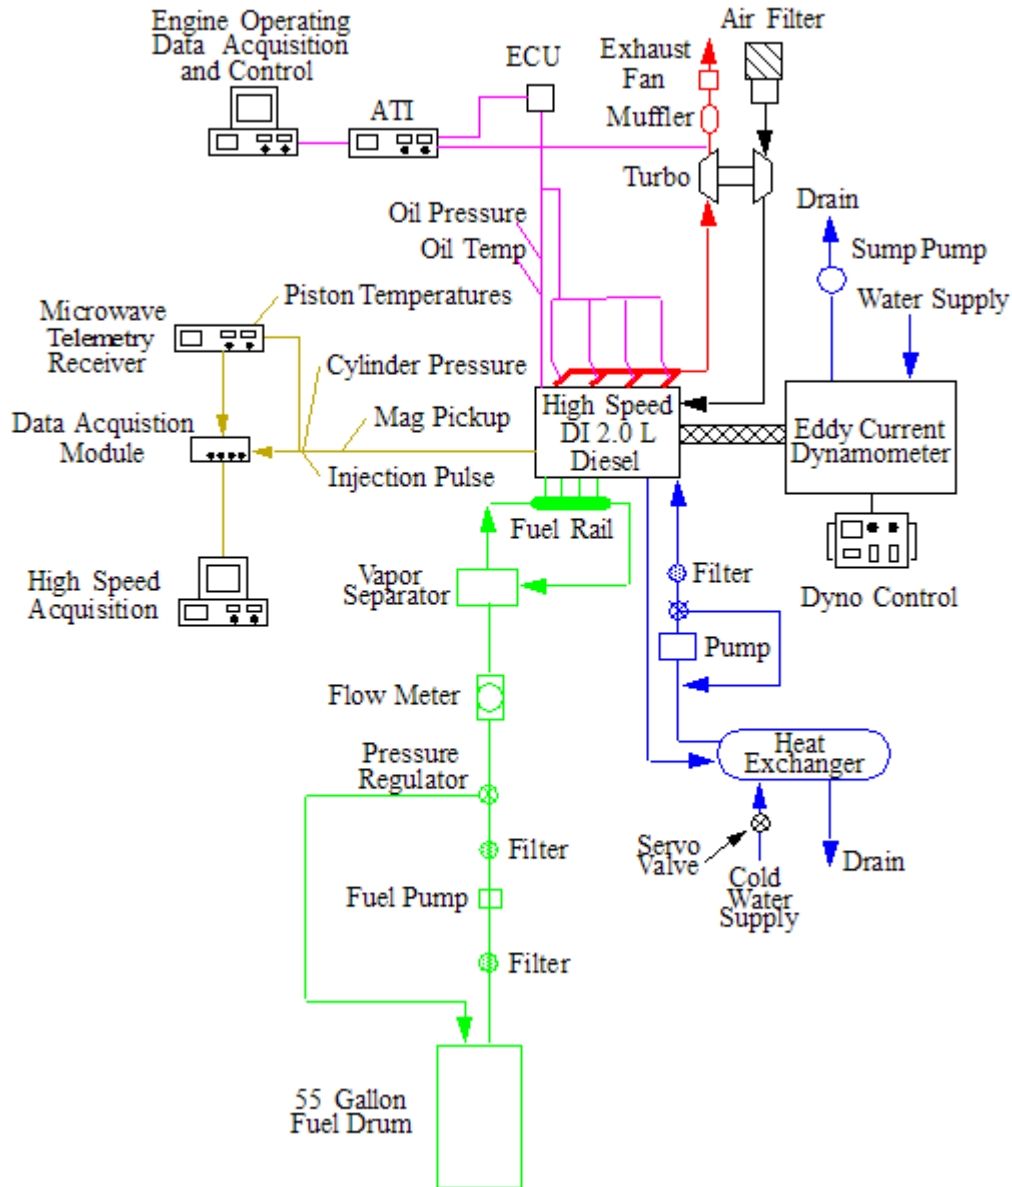 Engine Operating
Data Acquisition
and Control
ATI
ECU
Exhaust
Fan
Muffler
Turbo
Air Filter
Drain
Sump Pump
Water Supply
Oil Pressure
Oil Temp
Piston Temperatures
Microwave
Telemetry
Receiver
Cylinder Pressure
Data Acquistion
Module
Mag Pickup
Injection Pulse
High Speed
DI 2.0 L
Diesel
Eddy Current
Dynamometer
Fuel Rail
High Speed
Acquisition
Vapor
Separator
Filter
Dyno Control
Pump
Flow Meter
Pressure
Regulator
Heat
Exchanger
Filter
Servo
Valve
Drain
Fuel Pump
Cold
Water
Supply
Filter
55 Gallon
Fuel Drum